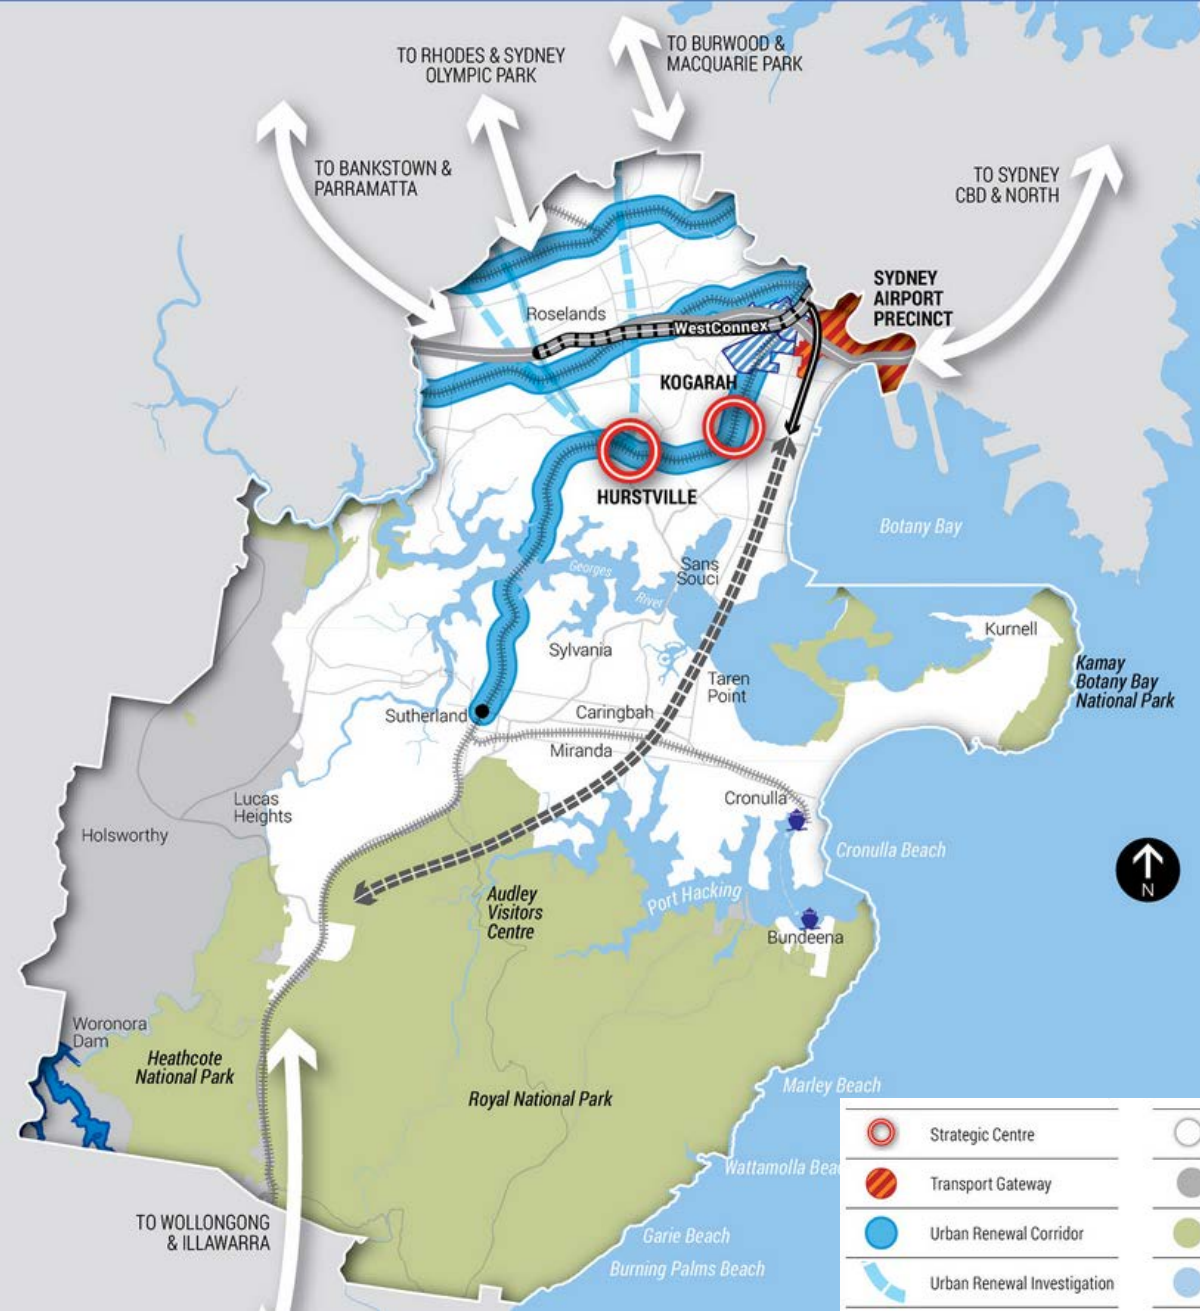 TO RHODES & SYDNEY
OLYMPIC PARK
TO BURWOOD &
MACQUARIE PARK
TO BANKSTOWN &
PARRAMATTA
TO SYDNEY
CBD & NORTH
SYDNEY
AIRPORT
PRECINCT
Roselands
WestConnex
KOGARAH
HURSTVILLE
Botany Bay
Georges
River
Sans
Souci
Kurnell
Sylvania
Kamay
Botany Bay
National Park
Taren
Point
Sutherland
Caringbah
Miranda
Lucas
Heights
Cronulla
Holsworthy
Cronulla Beach
N
Audley
Visitors
Centre
Port Hacking
Bundeena
Woronora
Dam
Heathcote
National Park
Royal National Park
Marley Beach
Wattamolla Bea
TO WOLLONGONG
& ILLAWARRA
Garie Beach
Burning Palms Beach
Strategic Centre
Transport Gateway
Urban Renewal Corridor
Urban Renewal Investigation